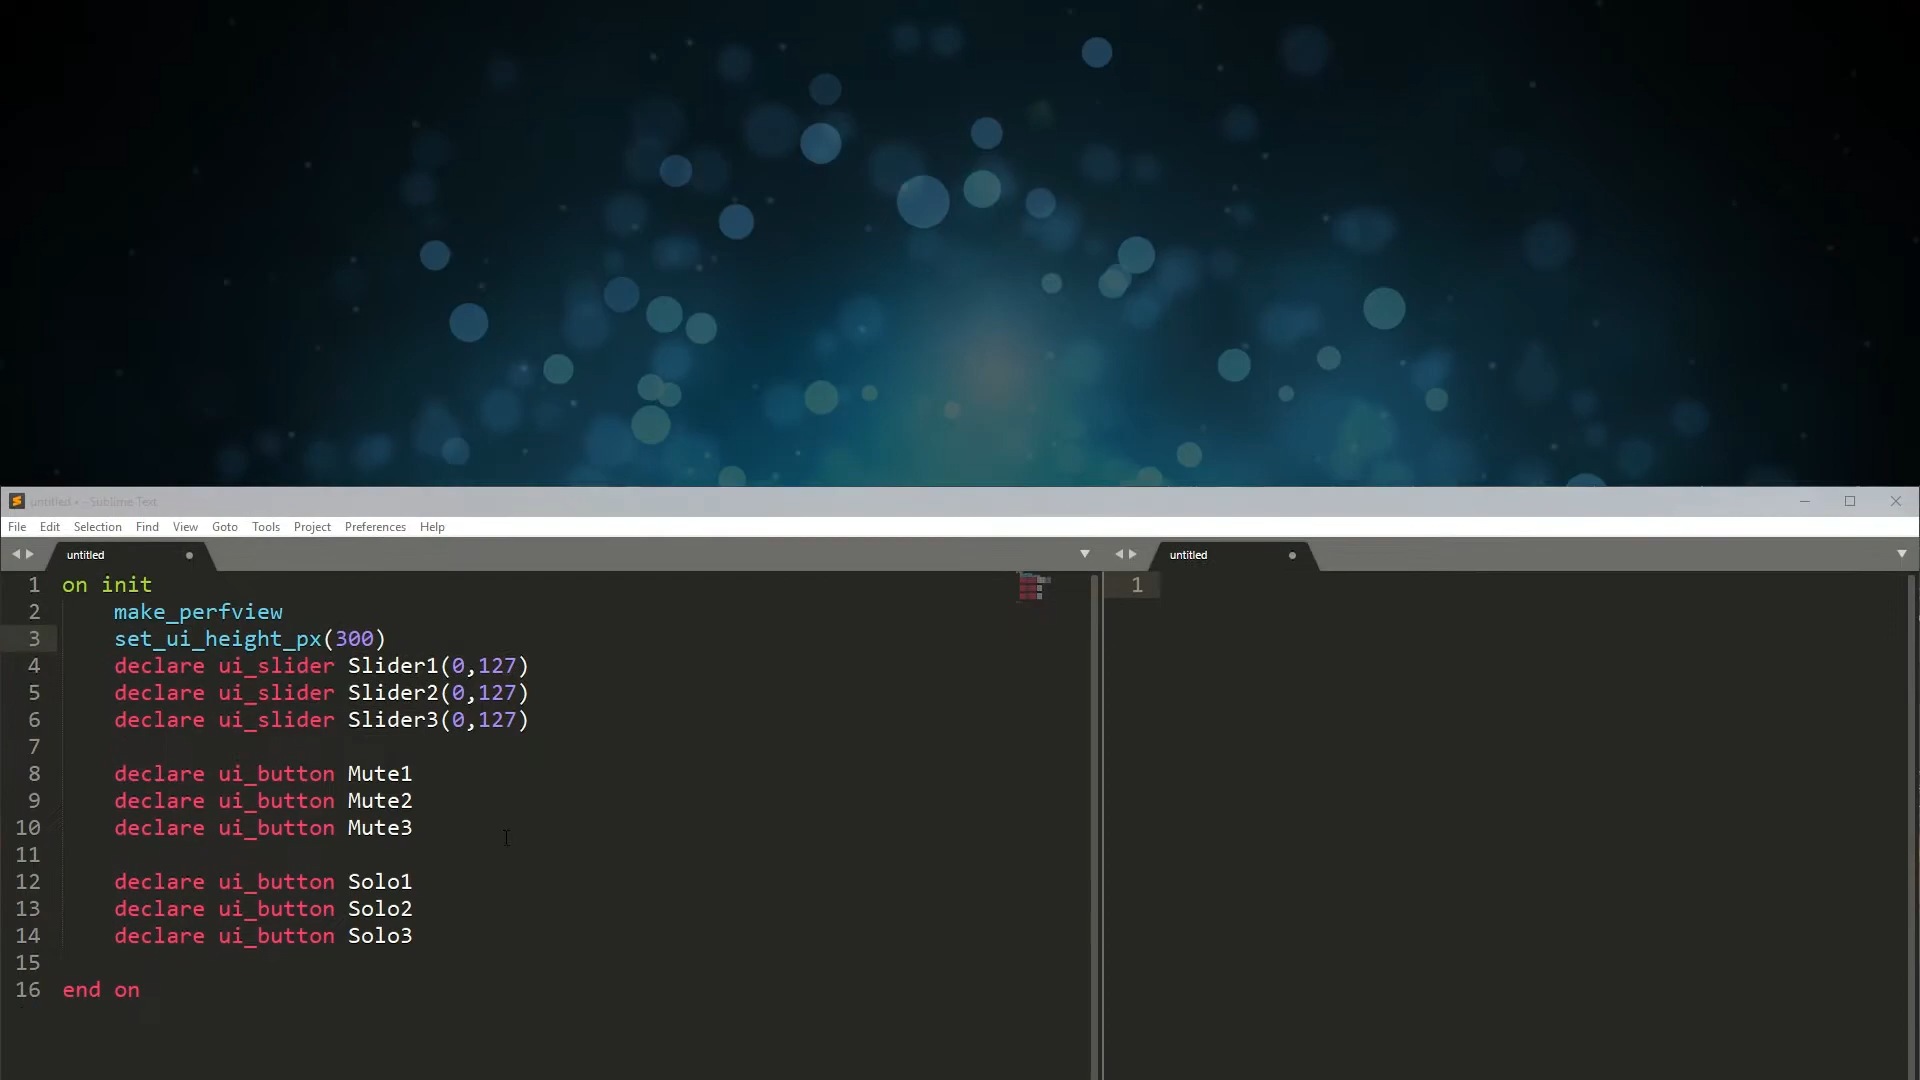 untitled • - Sublime Text
File Edit Selection Find View Goto Tools Project Preferences Help
untitled
1 on init
2 make_perfview
3 set_ui_height_px(300)
4 declare ui_slider Slider1(0,127)
5 declare ui_slider Slider2(0,127)
6 declare ui_slider Slider3(0,127)
7
8 declare ui_button Mute1
9 declare ui_button Mute2
10 declare ui_button Mute3
11
12 declare ui_button Solo1
13 declare ui_button Solo2
14 declare ui_button Solo3
15
16 end on
untitled
1